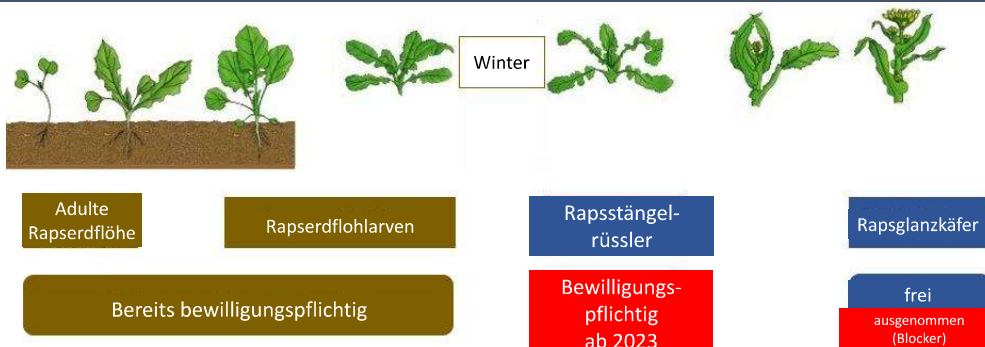 Winter
Adulte
Rapserdflöhe
Rapserdflohlarven
Rapsstängel-
rüssler
Rapsglanzkäfer
Bereits bewilligungspflichtig
Bewilligungs-
pflichtig
ab 2023
frei
ausgenommen
(Blocker)